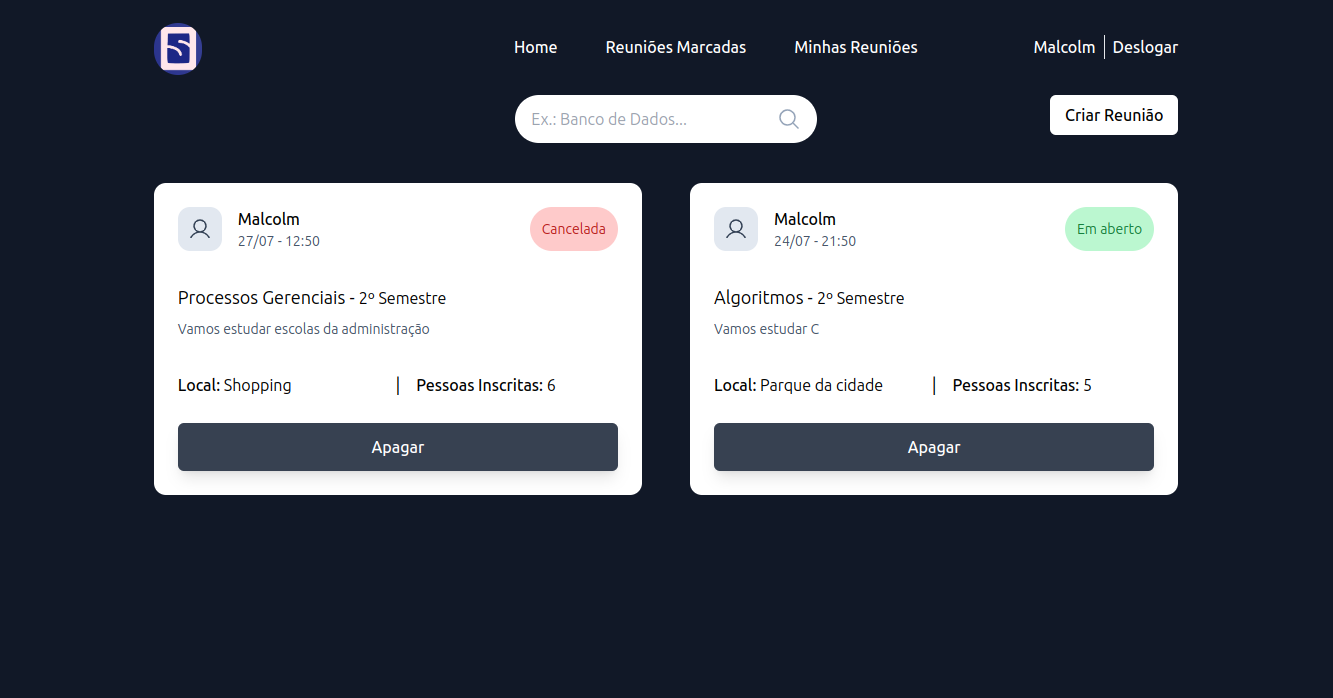 Home Reuniões Marcadas Minhas Reuniões Malcolm Deslogar
Ex.: Banco de Dados... Criar Reunião
Malcolm
27/07 - 12:50
Cancelada
Processos Gerenciais - 2º Semestre
Vamos estudar escolas da administração
Local: Shopping
Pessoas Inscritas: 6
Apagar
Malcolm
24/07 - 21:50
Em aberto
Algoritmos - 2º Semestre
Vamos estudar C
Local: Parque da cidade
Pessoas Inscritas: 5
Apagar